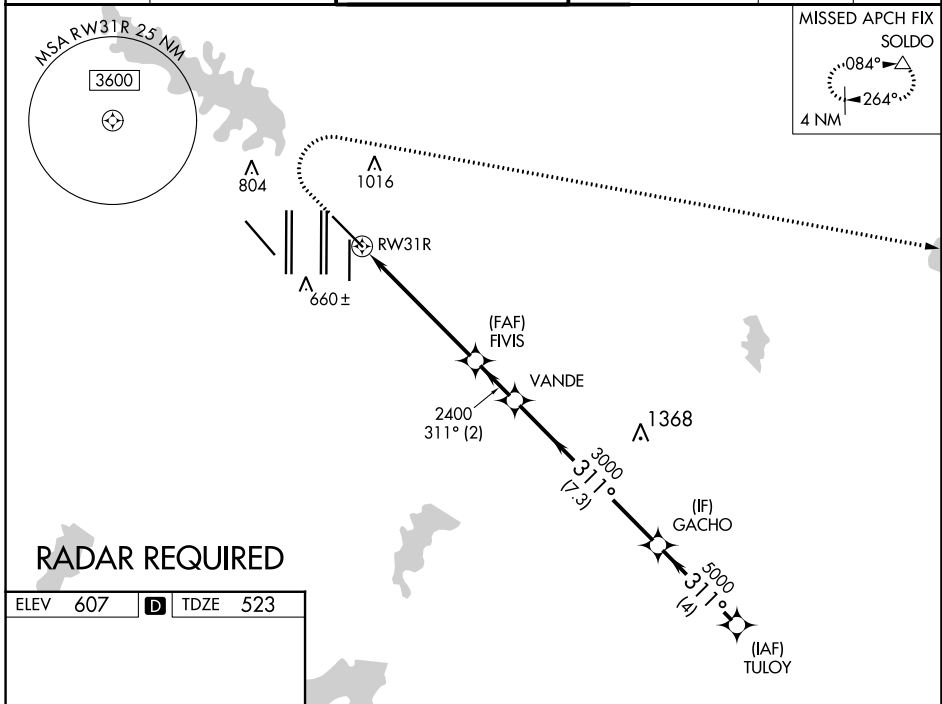 MSA RW31R 25 NM
3600
MISSED APCH FIX
SOLDO
084°
264°
4 NM
804
1016
RW31R
660 ±
(FAF)
FIVIS
VANDE
2400
311° (2)
1368
3000
311°
(7.3)
(IF)
GACHO
5000
311°
(4)
(IAF)
TULOY
RADAR REQUIRED
ELEV 607 D TDZE 523